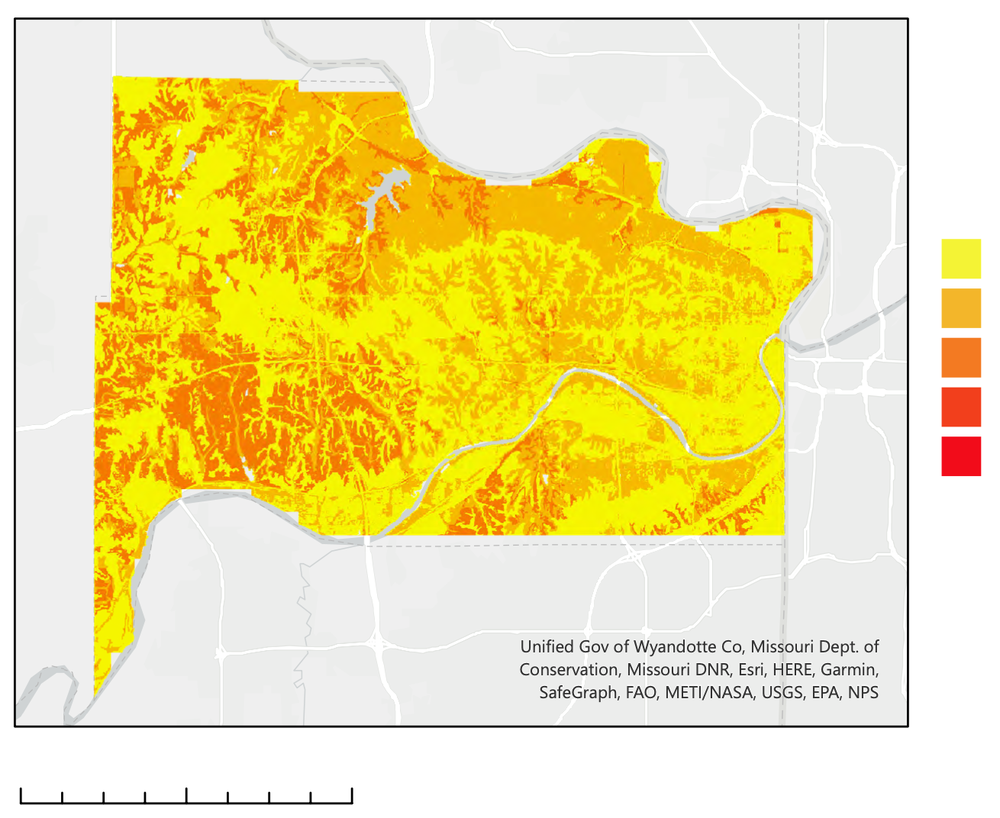 Unified Gov of Wyandotte Co, Missouri Dept. of
Conservation, Missouri DNR, Esri, HERE, Garmin,
SafeGraph, FAO, METI/NASA, USGS, EPA, NPS